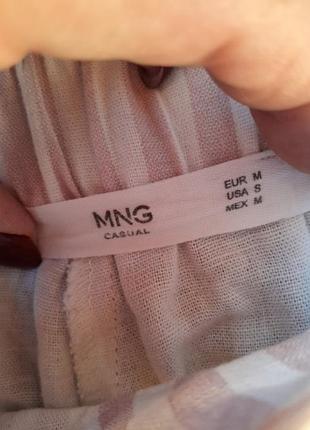 MNG
CASUAL
EUR M
USA S
MEX M